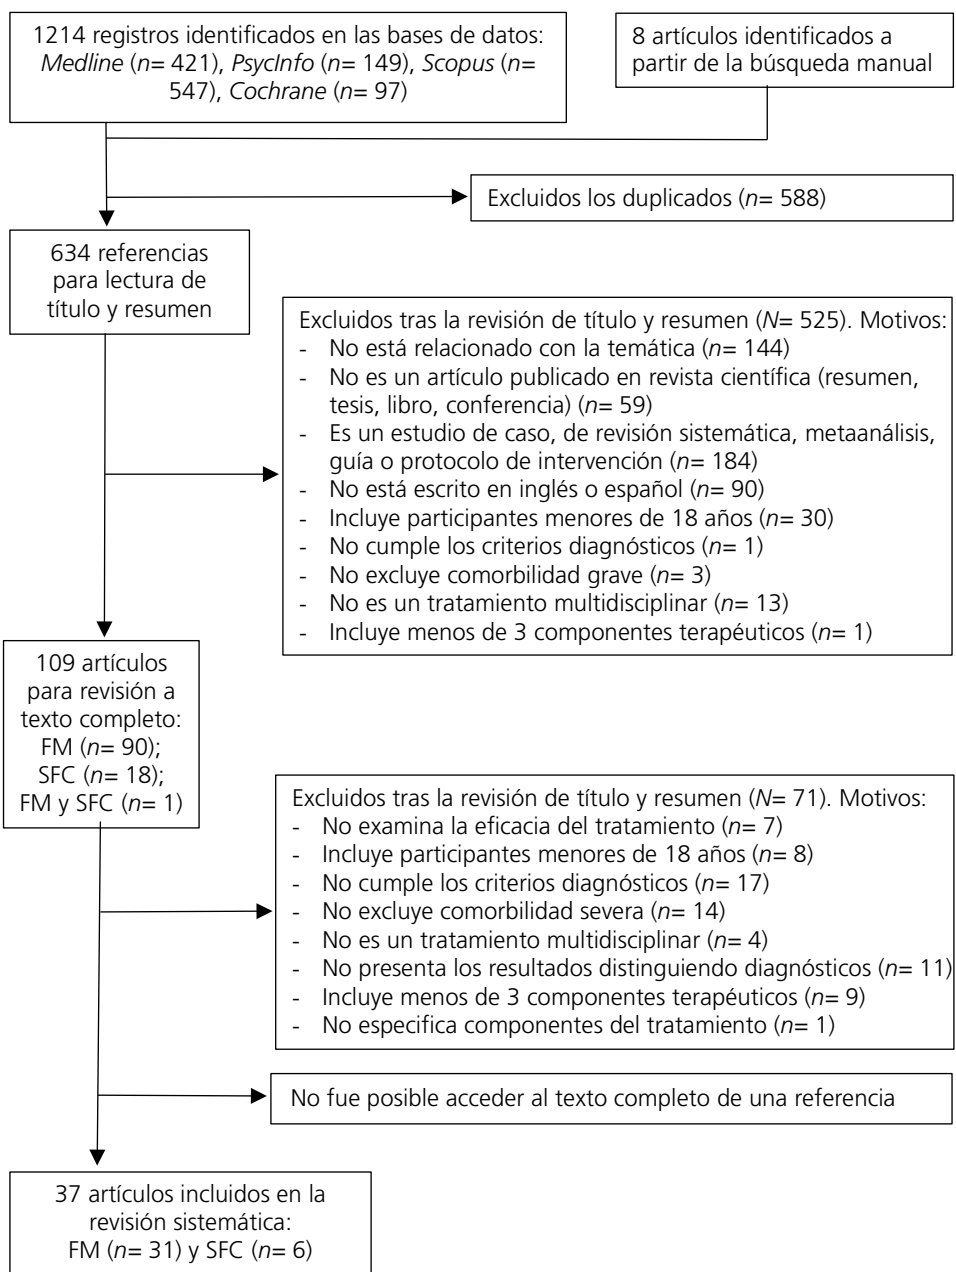 1214 registros identificados en las bases de datos:
Medline (n= 421), PsycInfo (n= 149), Scopus (n=
547), Cochrane (n= 97)
8 artículos identificados a
partir de la búsqueda manual
Excluidos los duplicados (n= 588)
634 referencias
para lectura de
título y resumen
Excluidos tras la revisión de título y resumen (N= 525). Motivos:
- No está relacionado con la temática (n= 144)
- No es un artículo publicado en revista científica (resumen,
tesis, libro, conferencia) (n= 59)
- Es un estudio de caso, de revisión sistemática, metaanálisis,
guía o protocolo de intervención (n= 184)
- No está escrito en inglés o español (n= 90)
- Incluye participantes menores de 18 años (n= 30)
- No cumple los criterios diagnósticos (n= 1)
- No excluye comorbilidad grave (n= 3)
- No es un tratamiento multidisciplinar (n= 13)
- Incluye menos de 3 componentes terapéuticos (n= 1)
109 artículos
para revisión a
texto completo:
FM (n= 90);
SFC (n= 18);
FM y SFC (n= 1)
Excluidos tras la revisión de título y resumen (N= 71). Motivos:
- No examina la eficacia del tratamiento (n= 7)
- Incluye participantes menores de 18 años (n= 8)
- No cumple los criterios diagnósticos (n= 17)
- No excluye comorbilidad severa (n= 14)
- No es un tratamiento multidisciplinar (n= 4)
- No presenta los resultados distinguiendo diagnósticos (n= 11)
- Incluye menos de 3 componentes terapéuticos (n= 9)
- No especifica componentes del tratamiento (n= 1)
No fue posible acceder al texto completo de una referencia
37 artículos incluidos en la
revisión sistemática:
FM (n= 31) y SFC (n= 6)